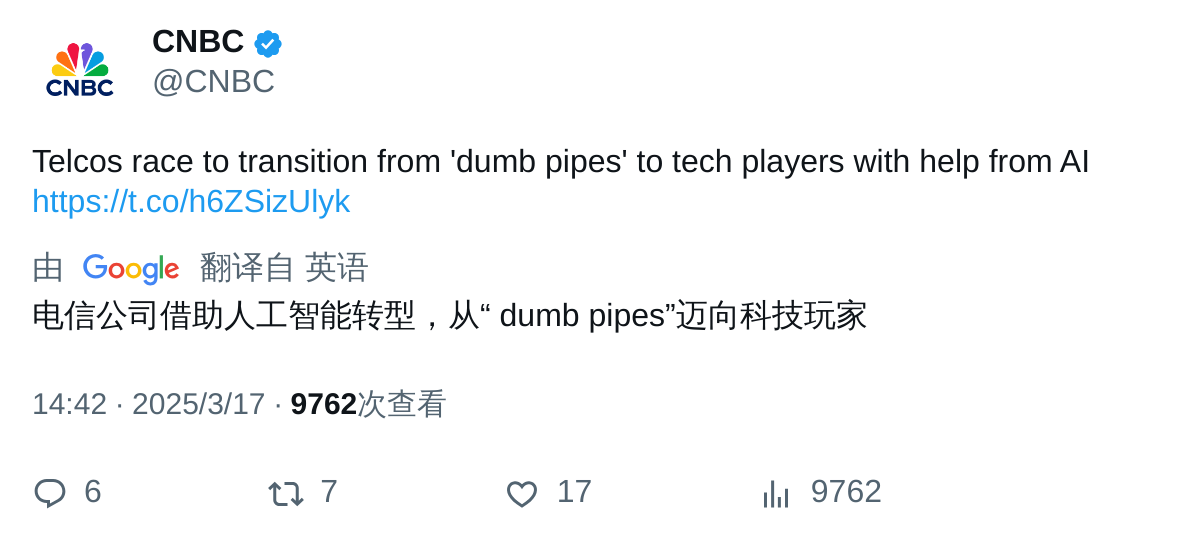 CNBC
CNBC
@CNBC
Telcos race to transition from 'dumb pipes' to tech players with help from AI
https://t.co/h6ZSizUlyk
由 Google 翻译自 英语
电信公司借助人工智能转型，从“ dumb pipes”迈向科技玩家
14:42 · 2025/3/17 · 9762次查看
6 7 17 9762